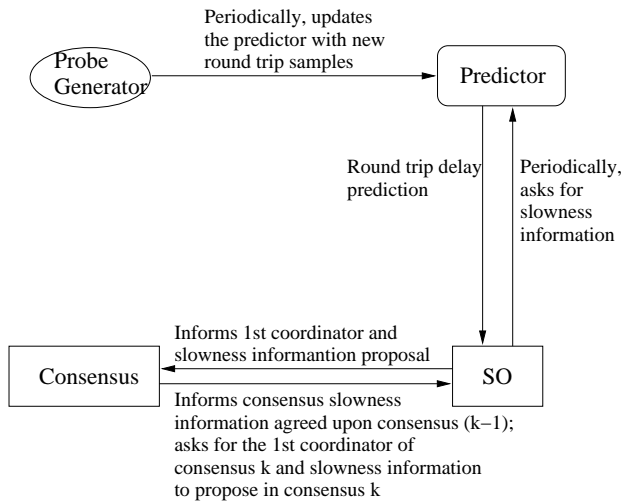 Periodically, updates
the predictor with new
round trip samples
Probe
Generator
Predictor
Round trip delay
prediction
Periodically,
asks for
slowness
information
Informs 1st coordinator and
slowness informantion proposal
Consensus
SO
Informs consensus slowness
information agreed upon consensus (k−1);
asks for the 1st coordinator of
consensus k and slowness information
to propose in consensus k